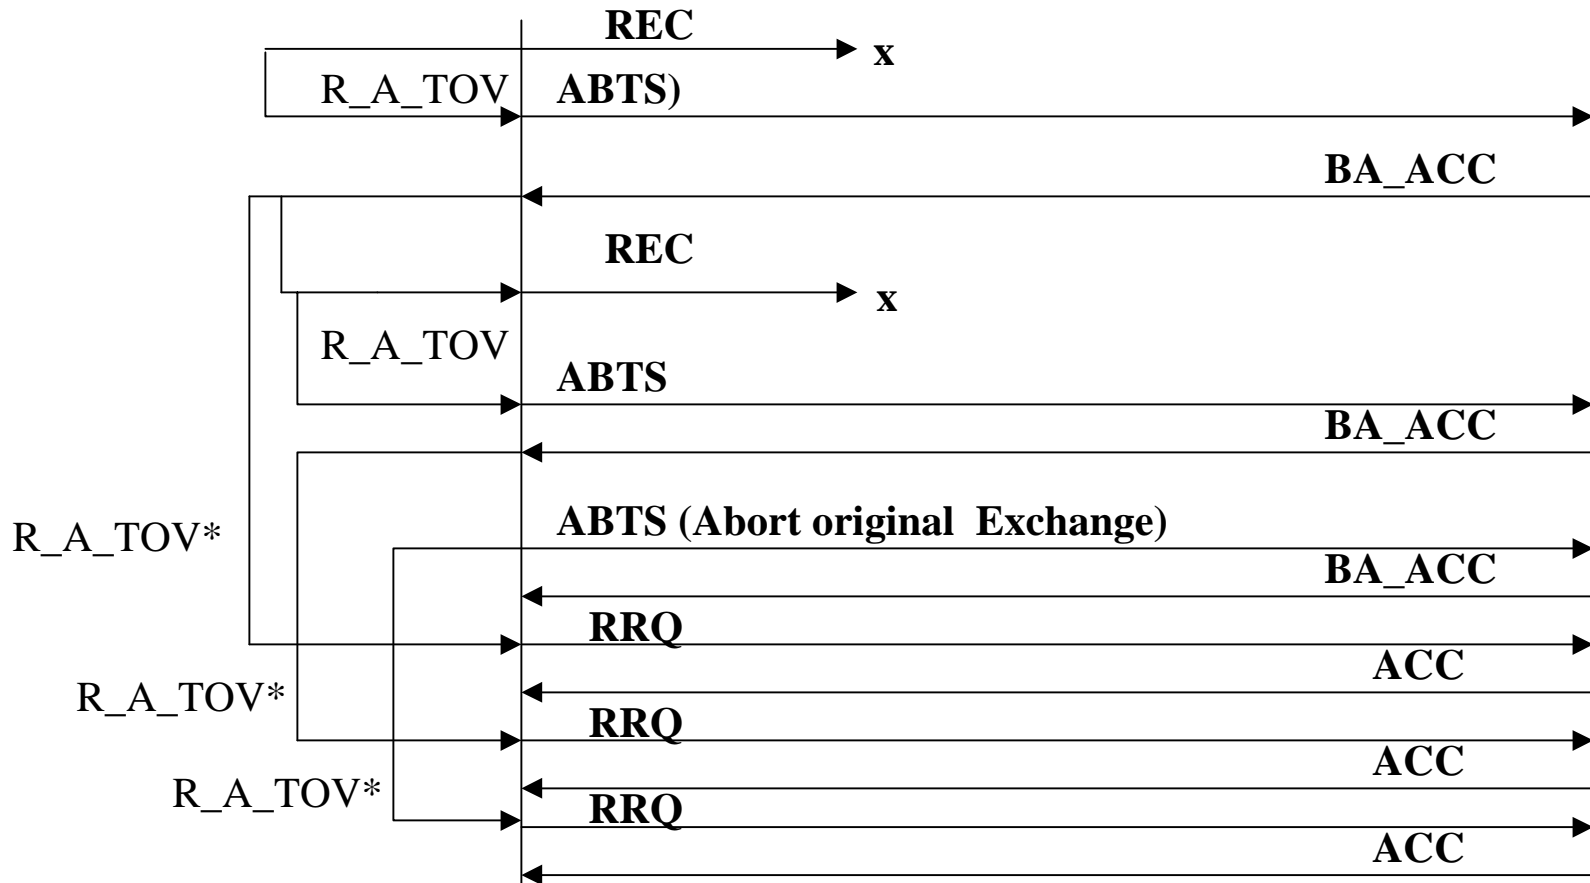 REC
x
R_A_TOV ABTS)
BA_ACC
REC
x
R_A_TOV
ABTS
BA_ACC
R_A_TOV*
ABTS (Abort original Exchange)
BA_ACC
RRQ
ACC
R_A_TOV*
RRQ
ACC
R_A_TOV*
RRQ
ACC